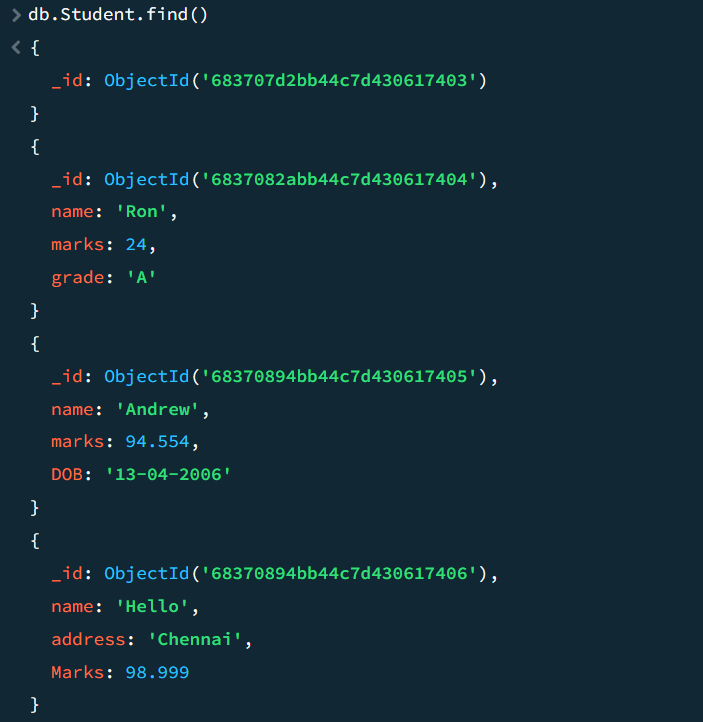 > db.Student.find()
< {
_id: ObjectId('683707d2bb44c7d430617403')
}
{
_id: ObjectId('6837082abb44c7d430617404'),
name: 'Ron',
marks: 24,
grade: 'A'
}
{
_id: ObjectId('68370894bb44c7d430617405'),
name: 'Andrew',
marks: 94.554,
DOB: '13-04-2006'
}
{
_id: ObjectId('68370894bb44c7d430617406'),
name: 'Hello',
address: 'Chennai',
Marks: 98.999
}